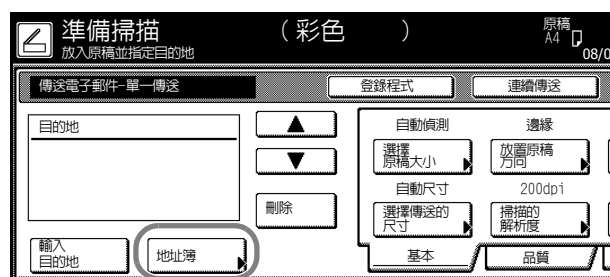 準備掃描 (彩色 )
放入原稿並指定目的地
原稿
A4
08/0
傳送電子郵件-單一傳送
登錄程式
連續傳送
目的地
刪除
輸入
目的地
地址簿
自動偵測
選擇
原稿大小
邊緣
放置原稿
方向
自動尺寸
選擇傳送的
尺寸
200dpi
掃描的
解析度
基本
品質